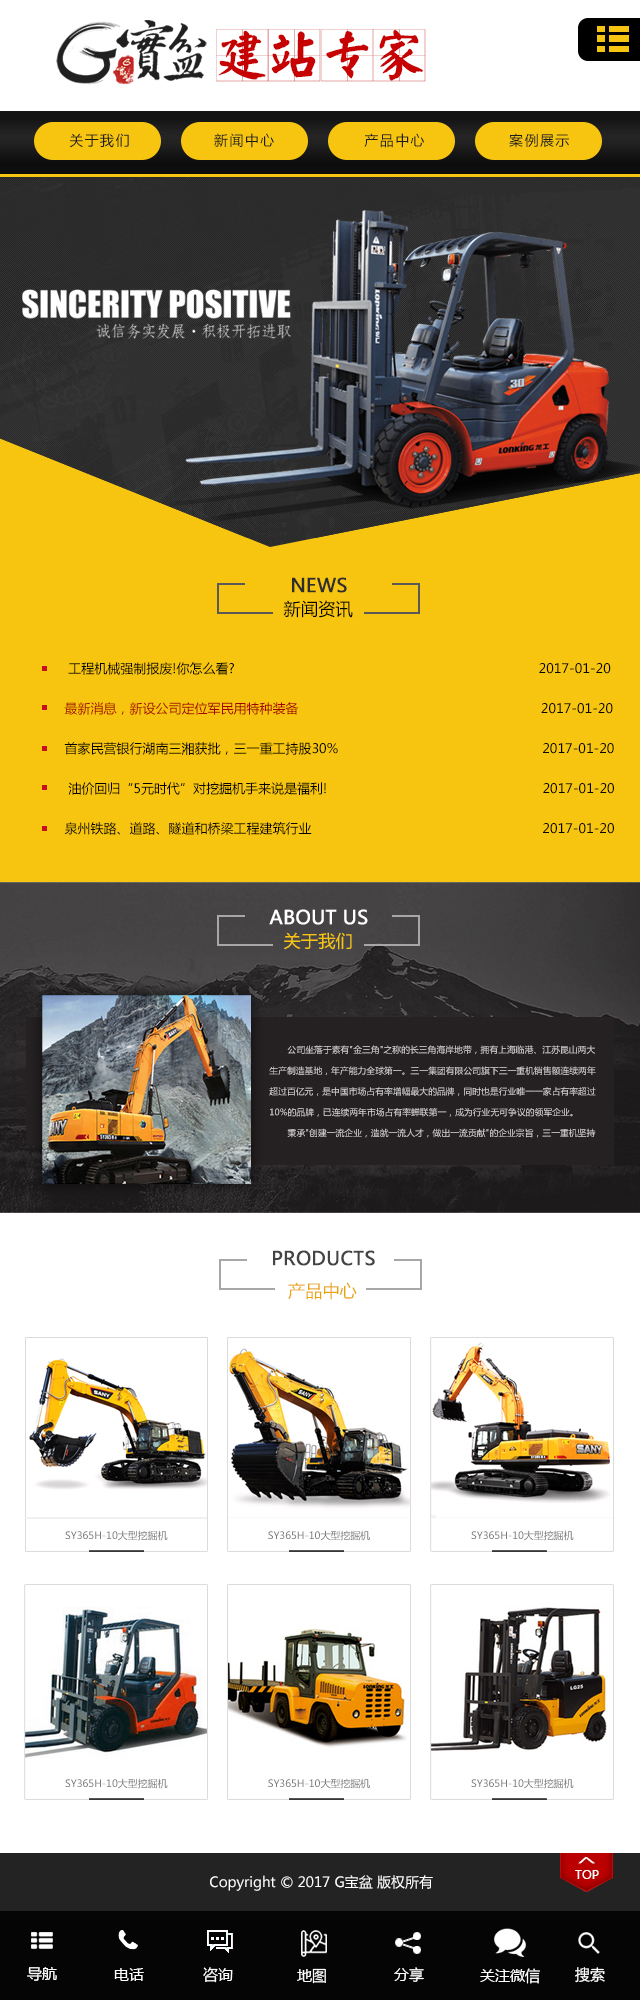 G寳盆 建站专家
关于我们 新闻中心 产品中心 案例展示
SINCERITY POSITIVE
诚信务实发展·积极开拓进取
30
LONKING 龙工
NEWS
新闻资讯
工程机械强制报废!你怎么看? 2017-01-20
最新消息，新设公司定位军民用特种装备 2017-01-20
首家民营银行湖南三湘获批，三一重工持股30% 2017-01-20
油价回归“5元时代”对挖掘机手来说是福利! 2017-01-20
泉州铁路、道路、隧道和桥梁工程建筑行业 2017-01-20
ABOUT US
关于我们
公司坐落于素有"金三角"之称的长三角海岸地带，拥有上海临港、江苏昆山两大
生产制造基地，年产能力全球第一。三一集团有限公司旗下三一重机销售额连续两年
超过百亿元，是中国市场占有率增幅最大的品牌，同时也是行业唯一一家占有率超过
10%的品牌，已连续两年市场占有率蝉联第一，成为行业无可争议的领军企业。
秉承"创建一流企业，造就一流人才，做出一流贡献"的企业宗旨，三一重机坚持
PRODUCTS
产品中心
SANY SANY SANY
SY365H-10大型挖掘机 SY365H-10大型挖掘机 SY365H-10大型挖掘机
LG25
SY365H-10大型挖掘机 SY365H-10大型挖掘机 SY365H-10大型挖掘机
TOP
Copyright © 2017 G宝盆 版权所有
导航 电话 咨询 地图 分享 关注微信 搜索